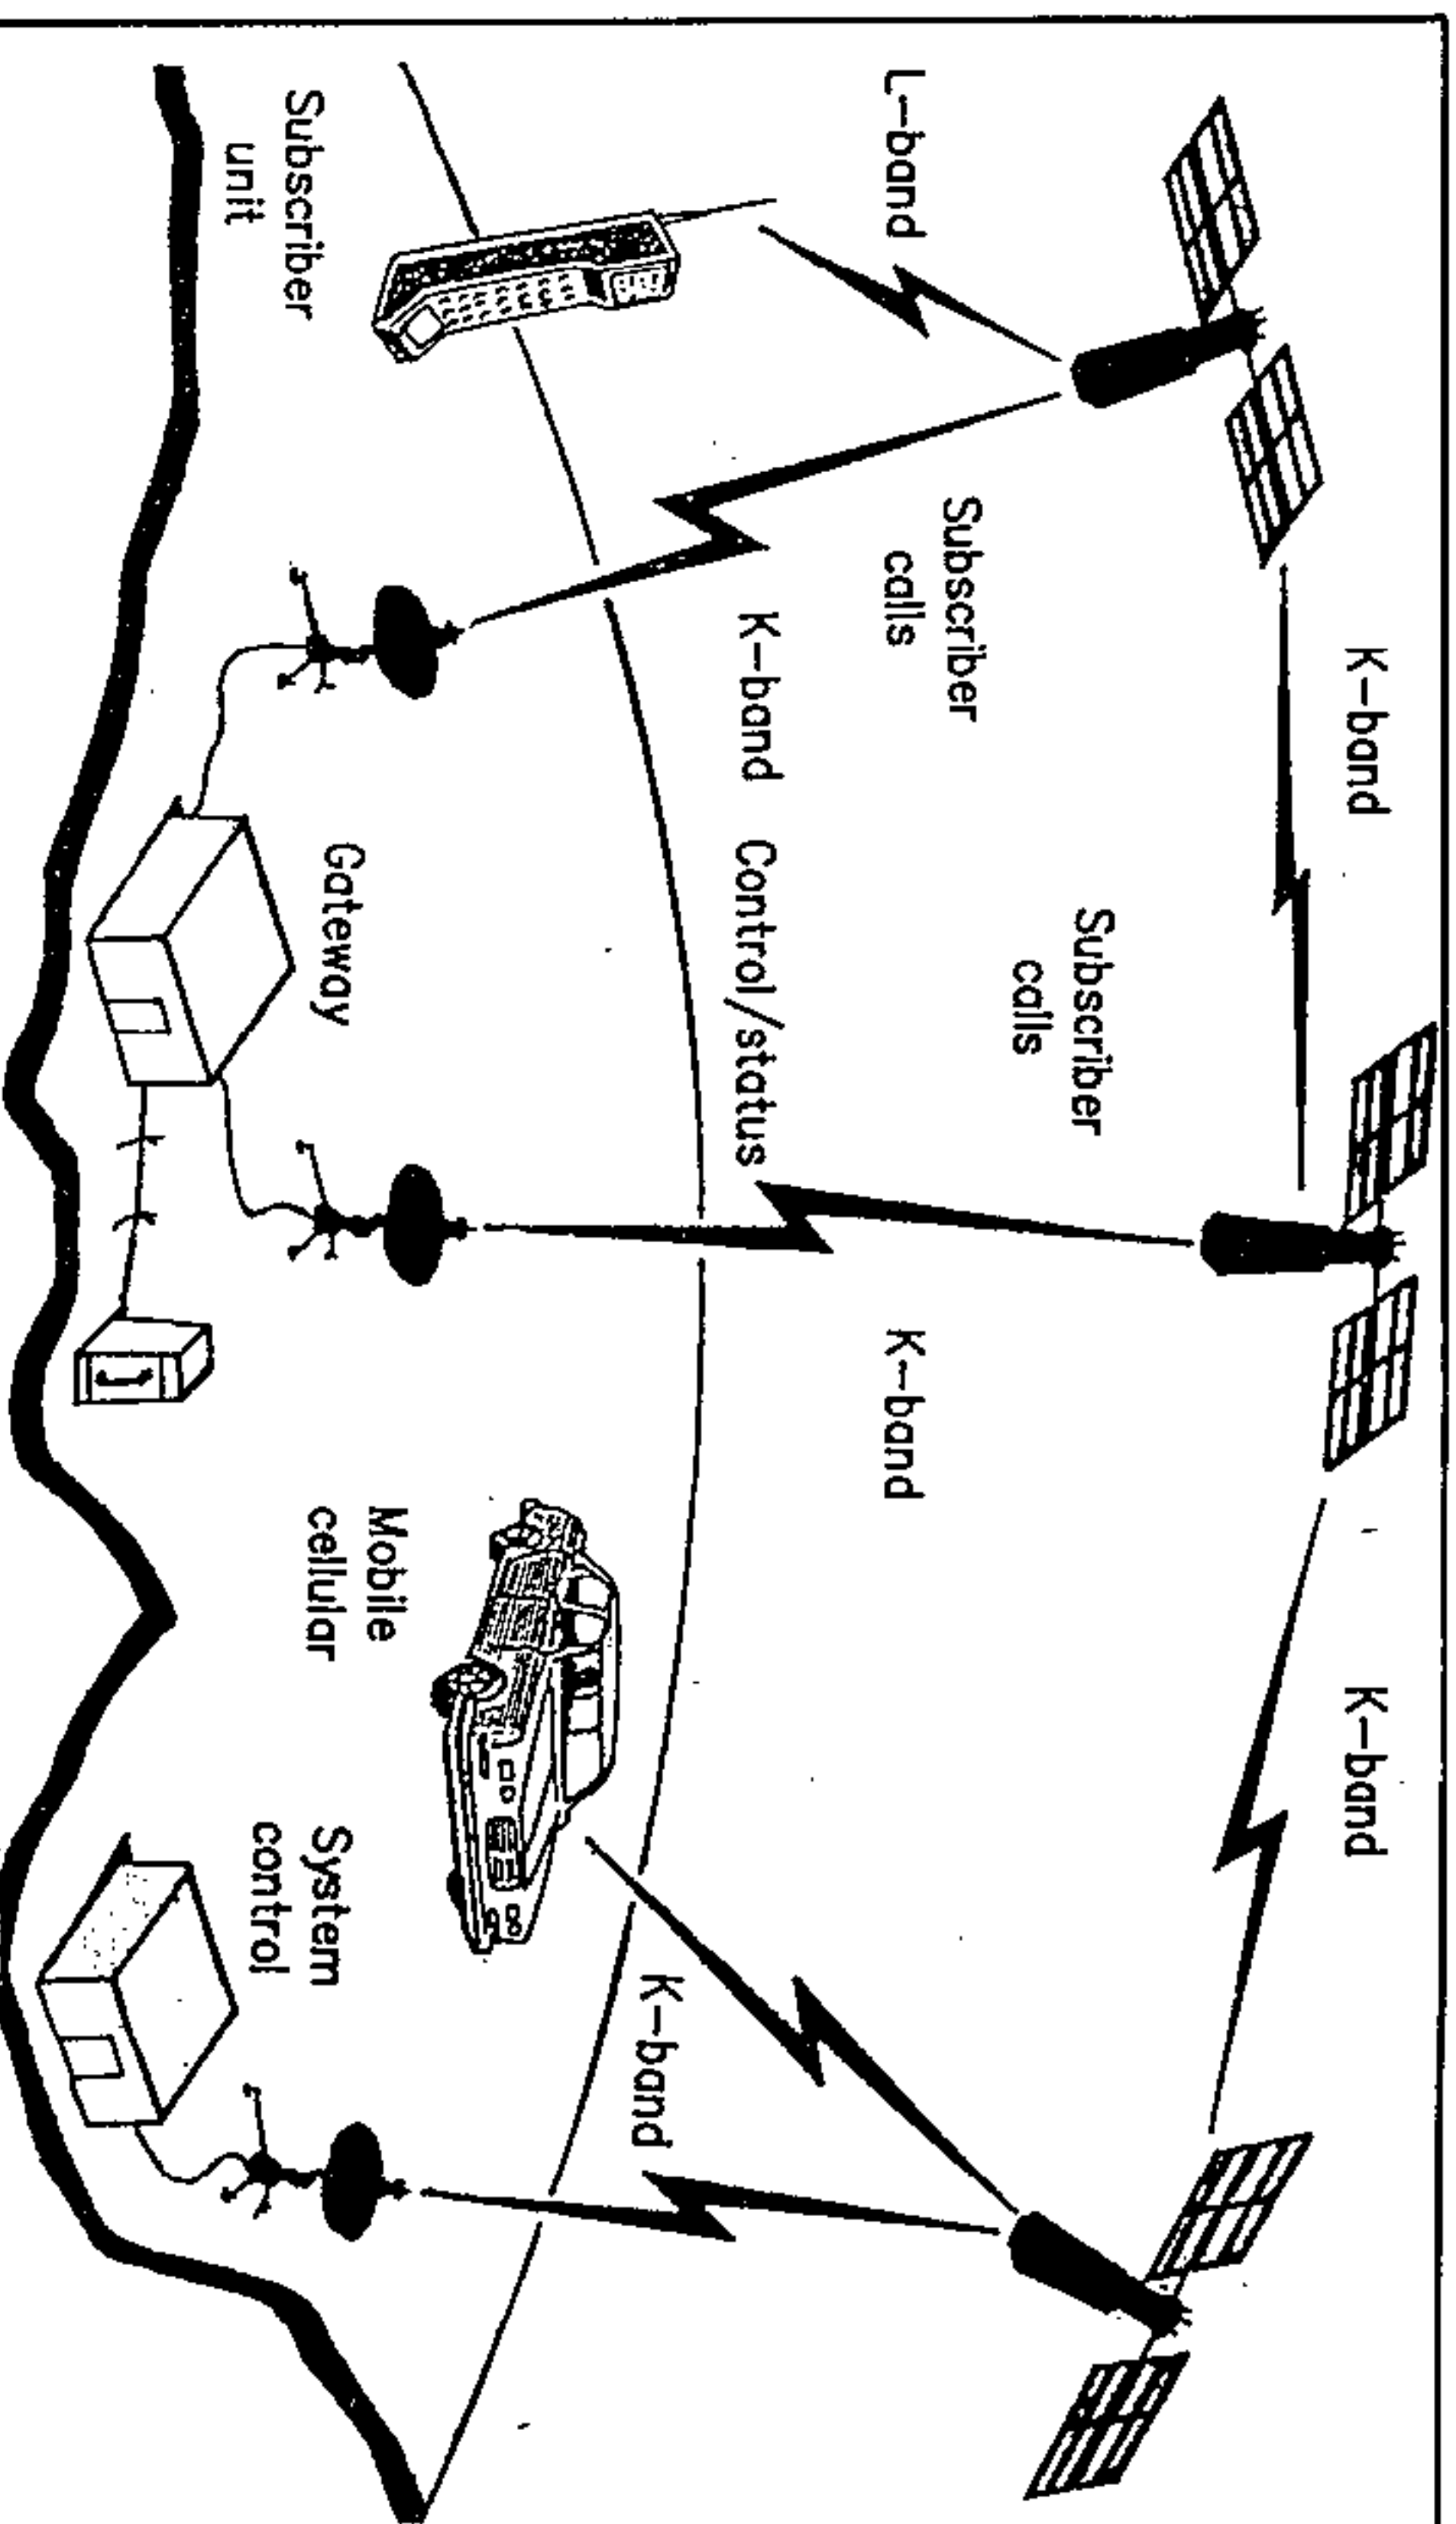 K-band
K-band
Subscriber
calls
Subscriber
calls
L-band
K-band
K-band Control/status
K-band
Subscriber
unit
Gateway
Mobile
cellular
System
control